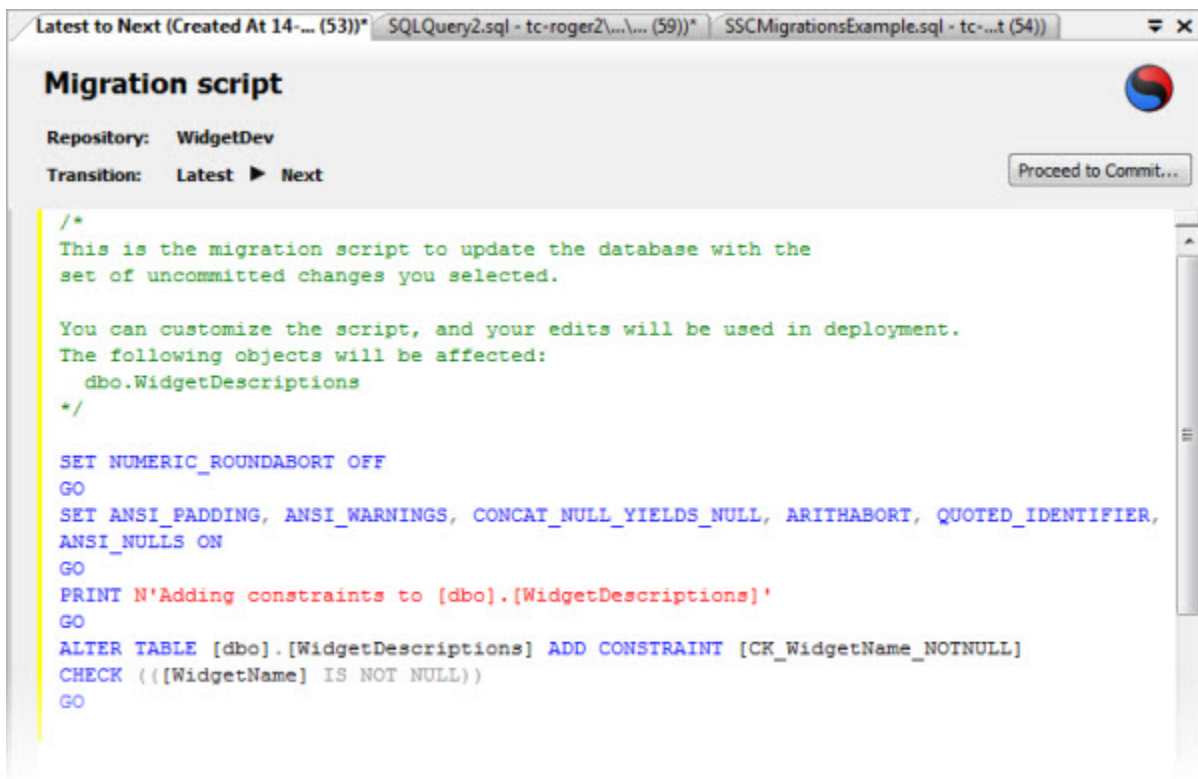 Latest to Next (Created At 14-... (53))* SQLQuery2.sql - tc-roger2\...\... (59))* SSCMigrationsExample.sql - tc-...t (54))
Migration script
Repository: WidgetDev
Transition: Latest ▶ Next
Proceed to Commit...
/*
This is the migration script to update the database with the
set of uncommitted changes you selected.
You can customize the script, and your edits will be used in deployment.
The following objects will be affected:
dbo.WidgetDescriptions
*/
SET NUMERIC_ROUNDABORT OFF
GO
SET ANSI_PADDING, ANSI_WARNINGS, CONCAT_NULL_YIELDS_NULL, ARITHABORT, QUOTED_IDENTIFIER,
ANSI_NULLS ON
GO
PRINT N'Adding constraints to [dbo].[WidgetDescriptions]'
GO
ALTER TABLE [dbo].[WidgetDescriptions] ADD CONSTRAINT [CK_WidgetName_NOTNULL]
CHECK (([WidgetName] IS NOT NULL))
GO